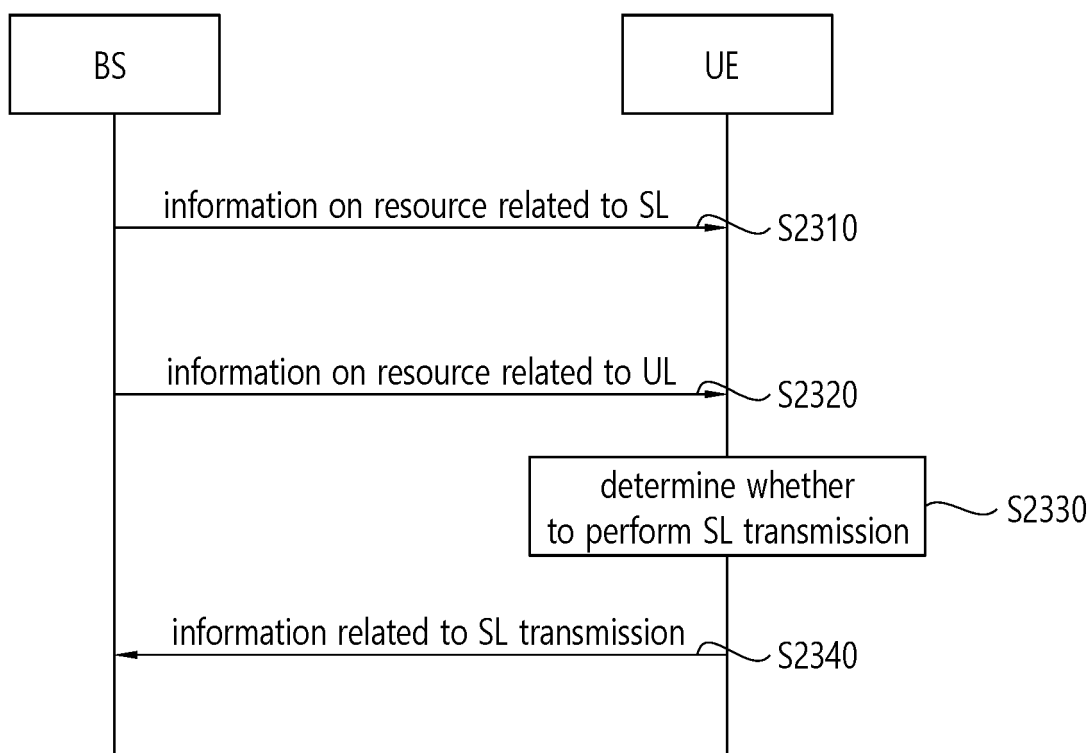 BS
UE
information on resource related to SL
S2310
information on resource related to UL
S2320
determine whether
to perform SL transmission
S2330
information related to SL transmission
S2340